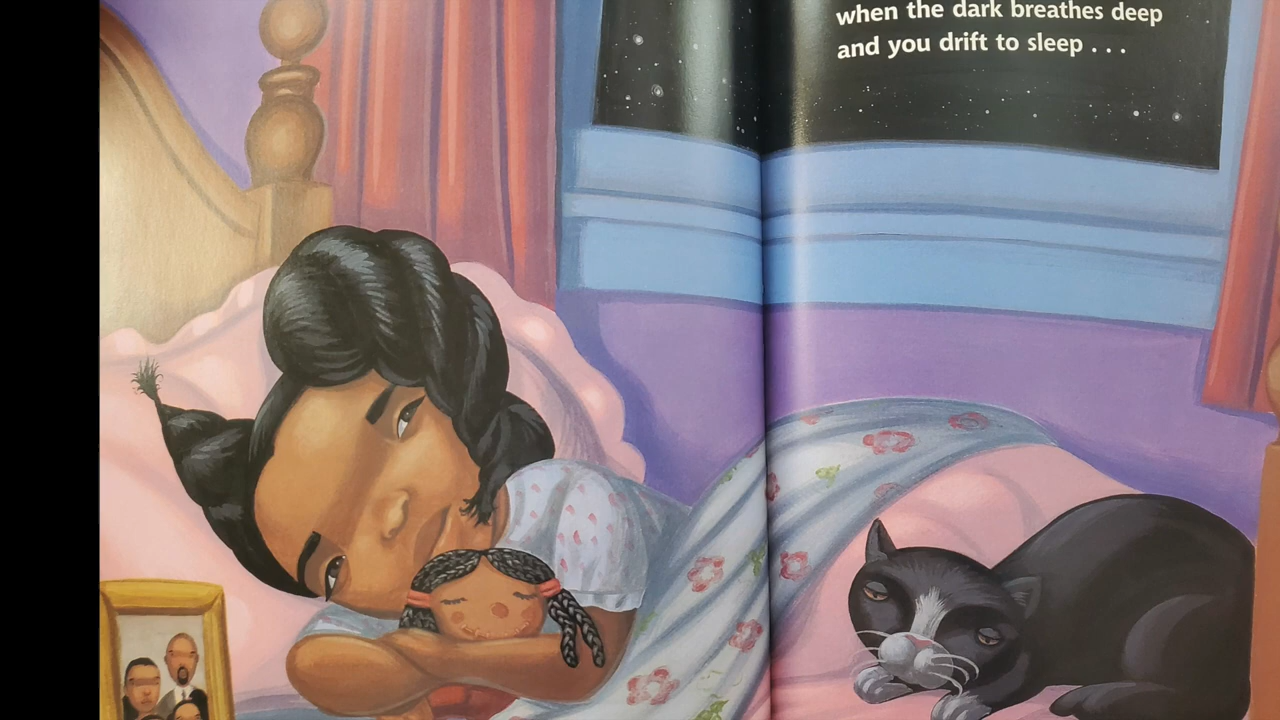 when the dark breathes deep
and you drift to sleep . . .